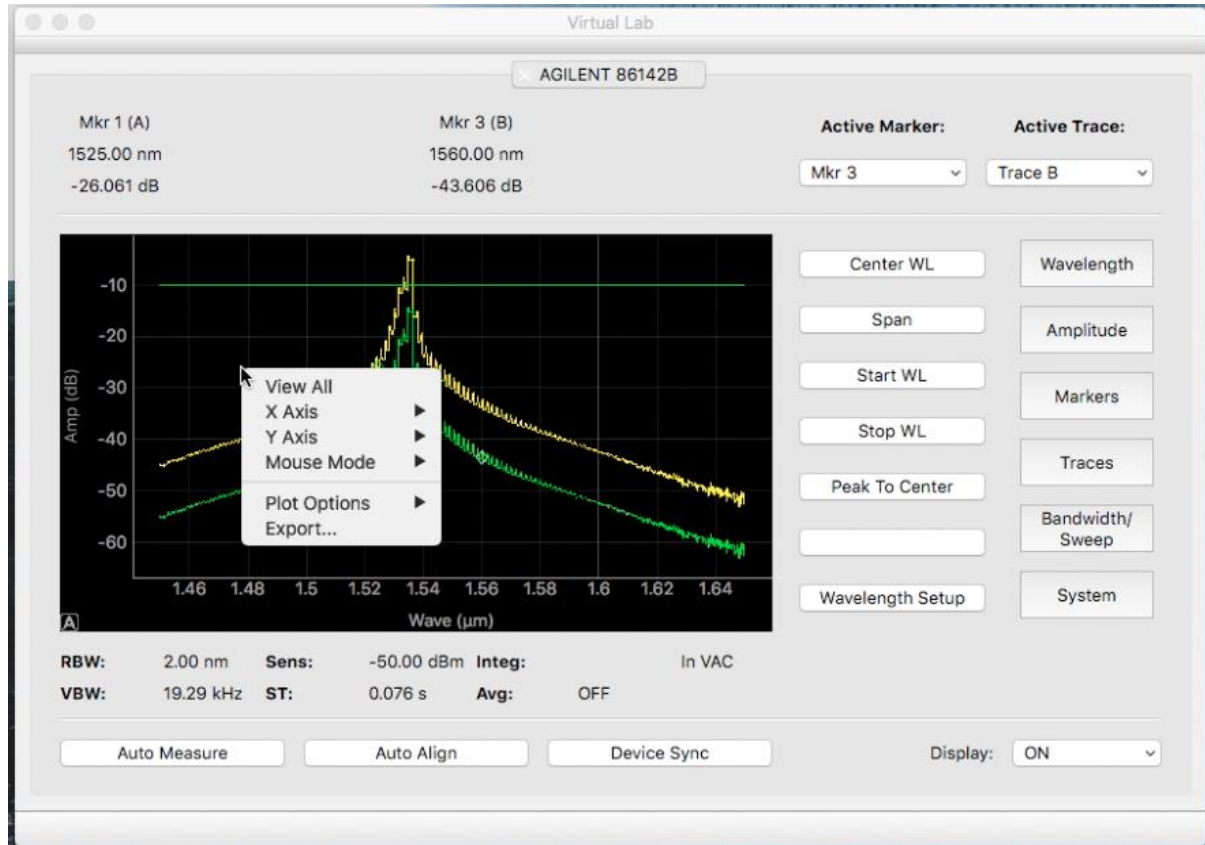 Virtual Lab
AGILENT 86142B
Mkr 1 (A)
1525.00 nm
-26.061 dB
Mkr 3 (B)
1560.00 nm
-43.606 dB
Active Marker:
Mkr 3
Active Trace:
Trace B
-10
-20
-30
-40
-50
-60
Amp (dB)
1.46 1.48 1.5 1.52 1.54 1.56 1.58 1.6 1.62 1.64
Wave (µm)
A
View All
X Axis
Y Axis
Mouse Mode
Plot Options
Export...
Center WL
Span
Start WL
Stop WL
Peak To Center
Wavelength Setup
Wavelength
Amplitude
Markers
Traces
Bandwidth/
Sweep
System
RBW: 2.00 nm Sens: -50.00 dBm Integ: In VAC
VBW: 19.29 kHz ST: 0.076 s Avg: OFF
Auto Measure
Auto Align
Device Sync
Display: ON